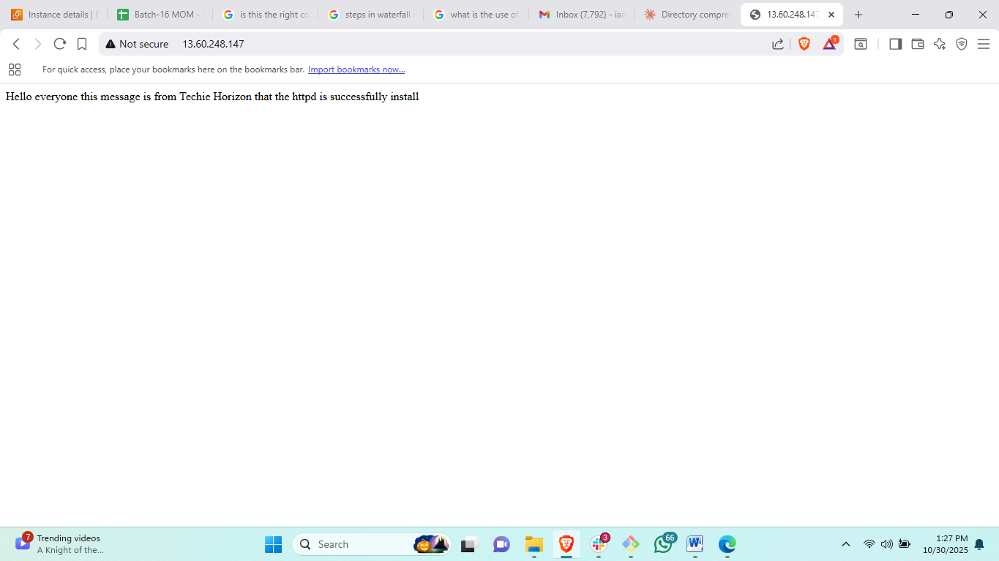 Instance details | E
Batch-16 MOM -
is this the right co
steps in waterfall
what is the use of
Inbox (7,792) - ian
Directory compre
13.60.248.147
Not secure 13.60.248.147
1
For quick access, place your bookmarks here on the bookmarks bar. Import bookmarks now...
Hello everyone this message is from Techie Horizon that the httpd is successfully install
7
Trending videos
A Knight of the...
Search
W
3
66
1:27 PM
10/30/2025